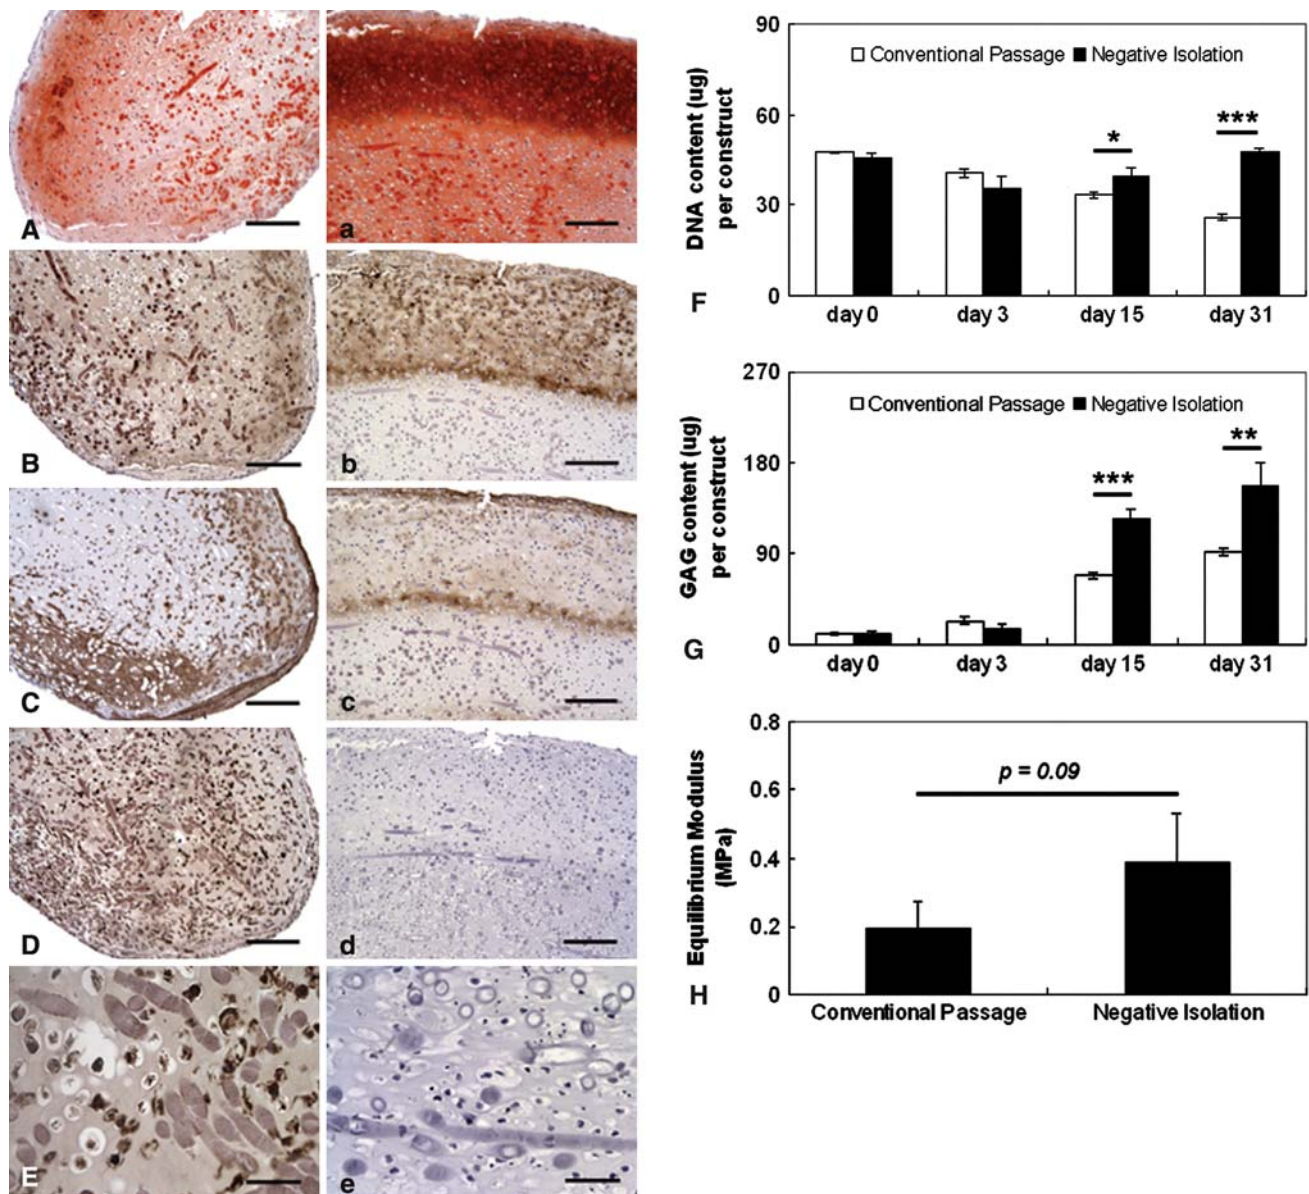 A
a
B
b
C
c
D
d
E
e
90
60
30
0
DNA content (ug)
per construct
Conventional Passage Negative Isolation
*
***
F
day 0 day 3 day 15 day 31
270
180
90
0
GAG content (ug)
per construct
Conventional Passage Negative Isolation
***
**
G
day 0 day 3 day 15 day 31
0.8
0.6
0.4
0.2
0
Equilibrium Modulus
(MPa)
p = 0.09
H
Conventional Passage Negative Isolation